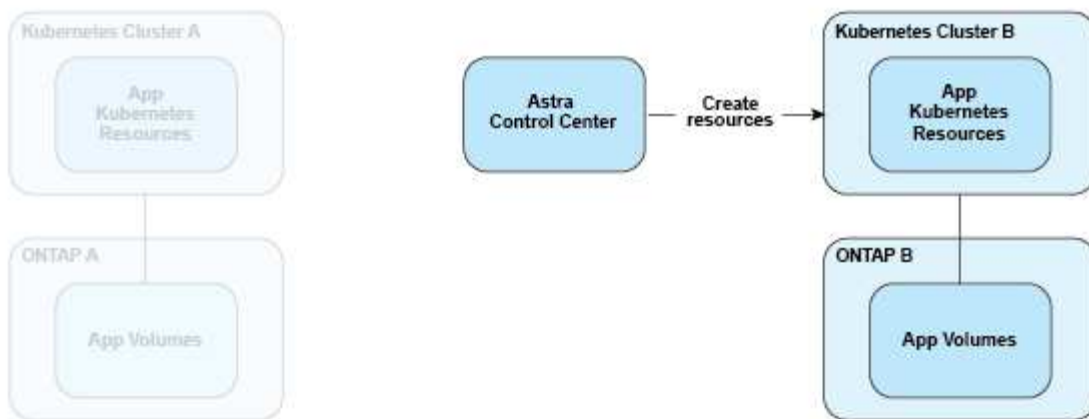 Kubernetes Cluster A
App
Kubernetes
Resources
ONTAP A
App Volumes
Astra
Control Center
Create
resources
Kubernetes Cluster B
App
Kubernetes
Resources
ONTAP B
App Volumes